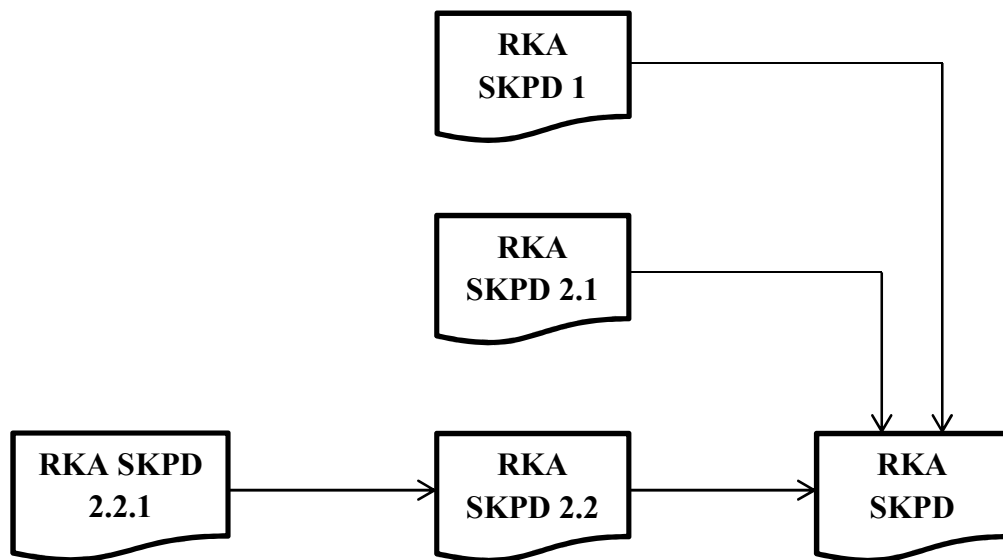 RKA
SKPD 1
RKA
SKPD 2.1
RKA SKPD
2.2.1
RKA
SKPD 2.2
RKA
SKPD